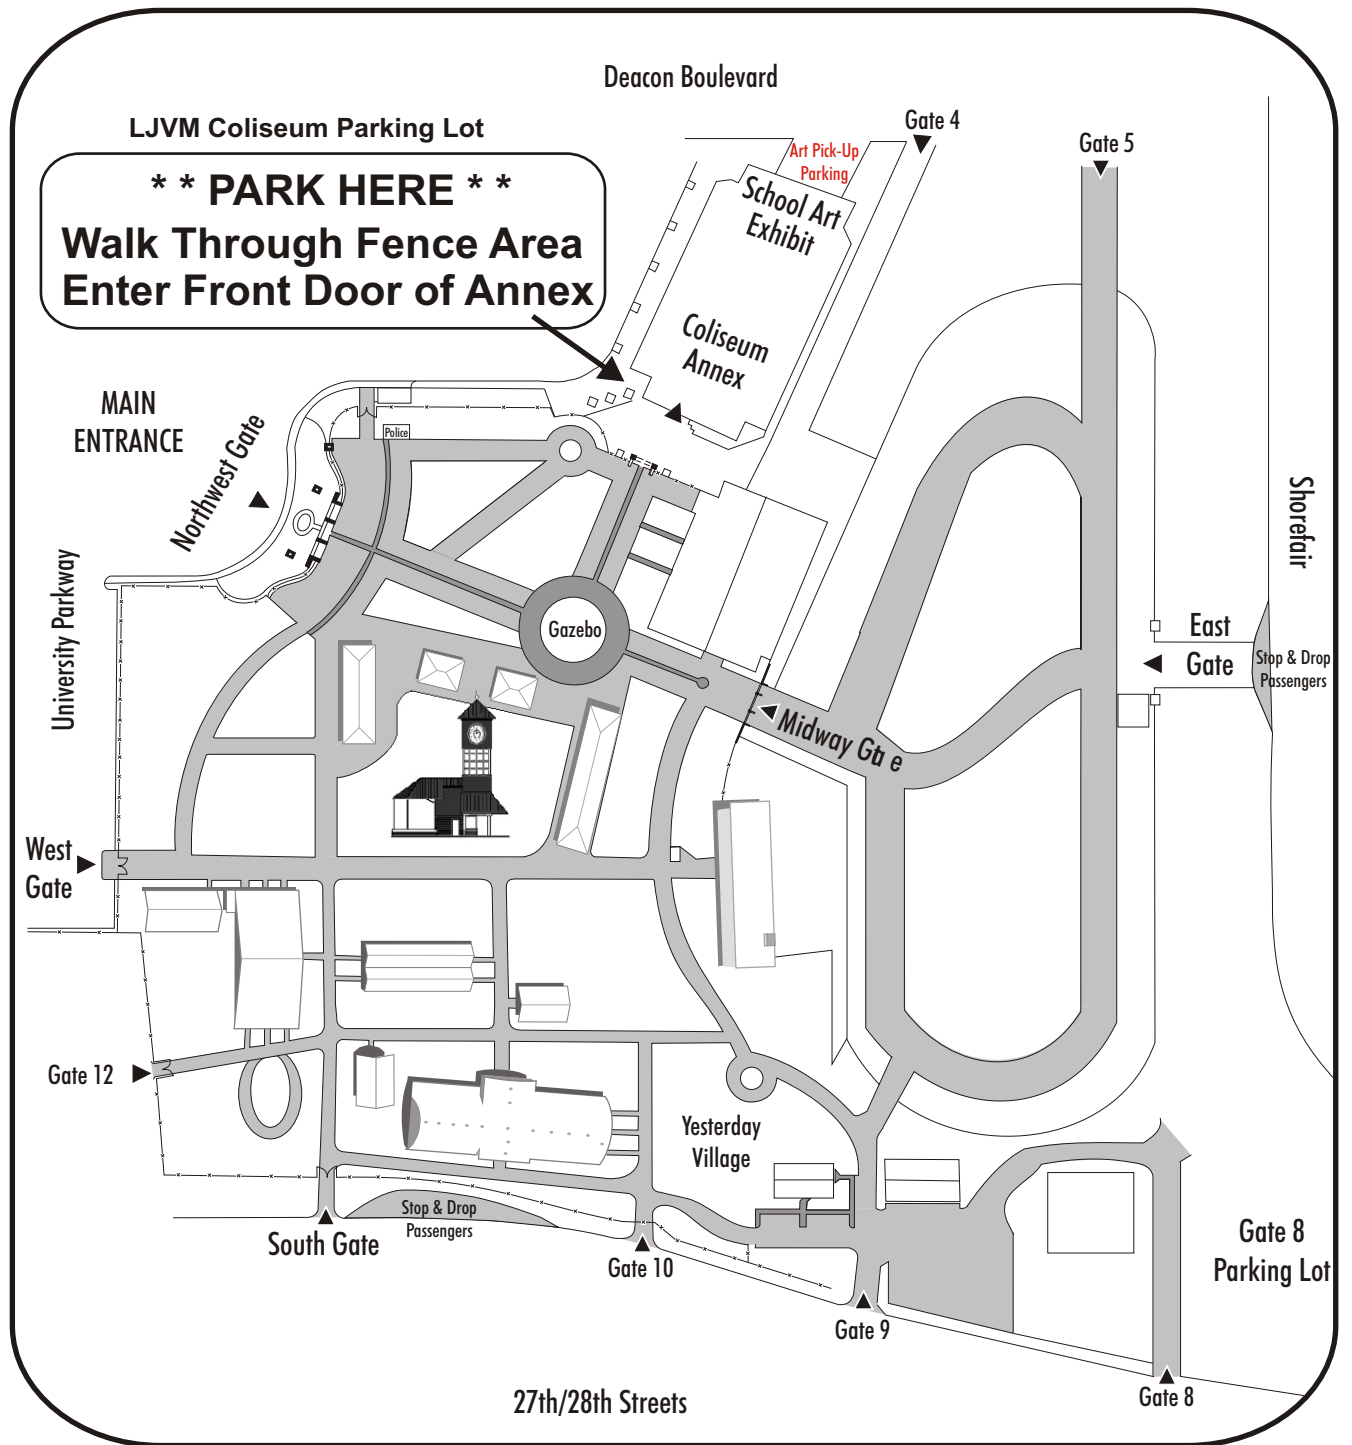 Deacon Boulevard
LJVM Coliseum Parking Lot
* * PARK HERE * *
Walk Through Fence Area
Enter Front Door of Annex
Gate 4
Gate 5
Art Pick-Up
Parking
School Art
Exhibit
Coliseum
Annex
MAIN
ENTRANCE
Northwest Gate
Police
University Parkway
Shorefair
Gazebo
East
Gate
Stop & Drop
Passengers
Midway Gate
West
Gate
Gate 12
Yesterday
Village
Stop & Drop
Passengers
South Gate
Gate 10
Gate 9
Gate 8
Parking Lot
Gate 8
27th/28th Streets